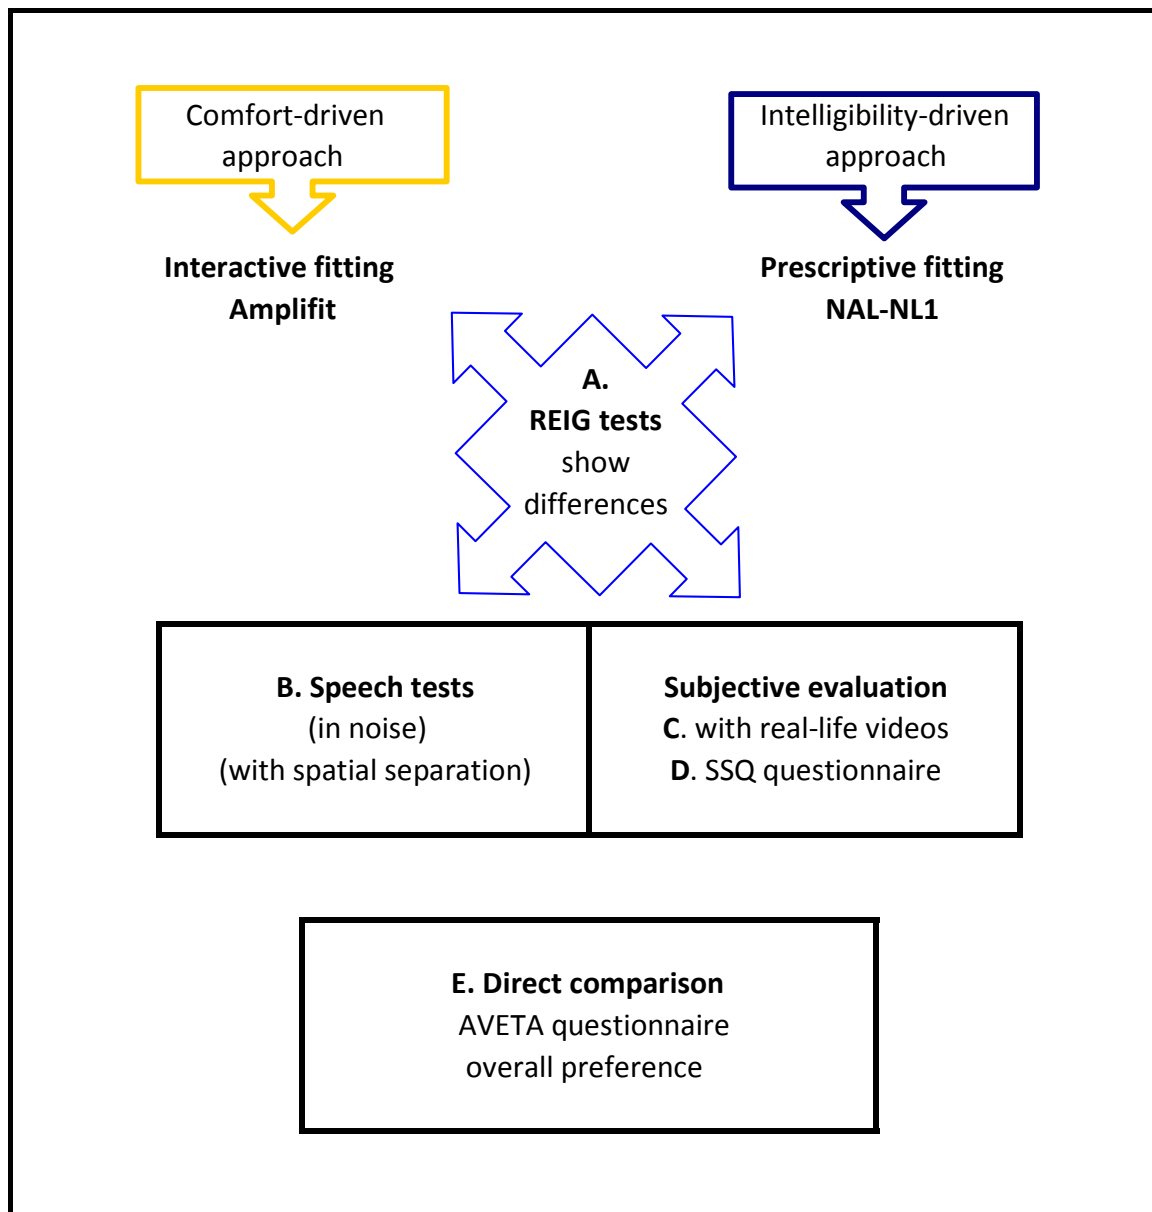 Comfort-driven
approach
Intelligibility-driven
approach
Interactive fitting
Amplifit
Prescriptive fitting
NAL-NL1
A.
REIG tests
show
differences
B. Speech tests
(in noise)
(with spatial separation)
Subjective evaluation
C. with real-life videos
D. SSQ questionnaire
E. Direct comparison
AVETA questionnaire
overall preference